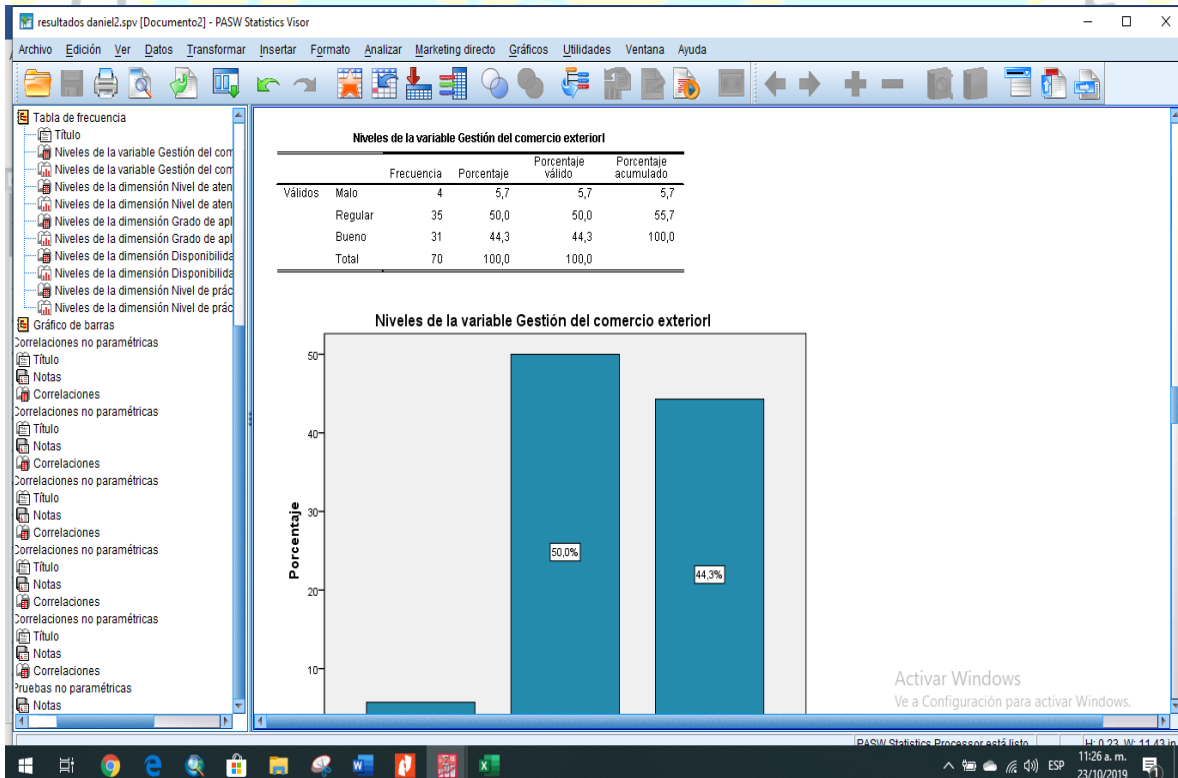 resultados daniel2.spv [Documento2] - PASW Statistics Visor
Archivo Edición Ver Datos Transformar Insertar Formato Analizar Marketing directo Gráficos Utilidades Ventana Ayuda
Tabla de frecuencia
Título
Niveles de la variable Gestión del com
Niveles de la variable Gestión del com
Niveles de la dimensión Nivel de aten
Niveles de la dimensión Nivel de aten
Niveles de la dimensión Grado de apl
Niveles de la dimensión Grado de apl
Niveles de la dimensión Disponibilida
Niveles de la dimensión Disponibilida
Niveles de la dimensión Nivel de prác
Niveles de la dimensión Nivel de prác
Gráfico de barras
Correlaciones no paramétricas
Título
Notas
Correlaciones
Correlaciones no paramétricas
Título
Notas
Correlaciones
Correlaciones no paramétricas
Título
Notas
Correlaciones
Correlaciones no paramétricas
Título
Notas
Correlaciones
Correlaciones no paramétricas
Título
Notas
Correlaciones
Pruebas no paramétricas
Notas
Niveles de la variable Gestión del comercio exteriorl
Frecuencia Porcentaje Porcentaje válido Porcentaje acumulado
Válidos Malo 4 5,7 5,7 5,7
Regular 35 50,0 50,0 55,7
Bueno 31 44,3 44,3 100,0
Total 70 100,0 100,0
Niveles de la variable Gestión del comercio exteriorl
Porcentaje
50
40
30
20
10
50,0%
44,3%
Activar Windows
Ve a Configuración para activar Windows.
PASW Statistics Processor está listo H: 0,23, W: 11,43 in
ESP
11:26 a. m.
23/10/2019